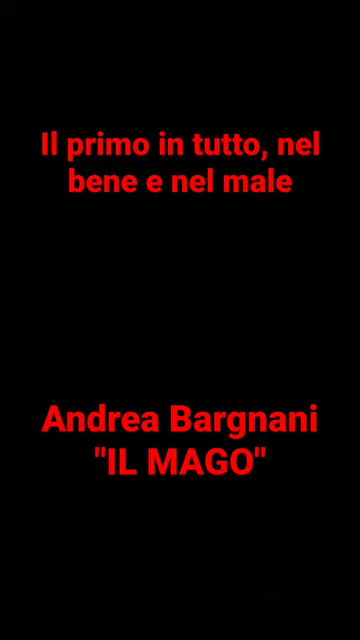 Il primo in tutto, nel
bene e nel male
Andrea Bargnani
"IL MAGO"